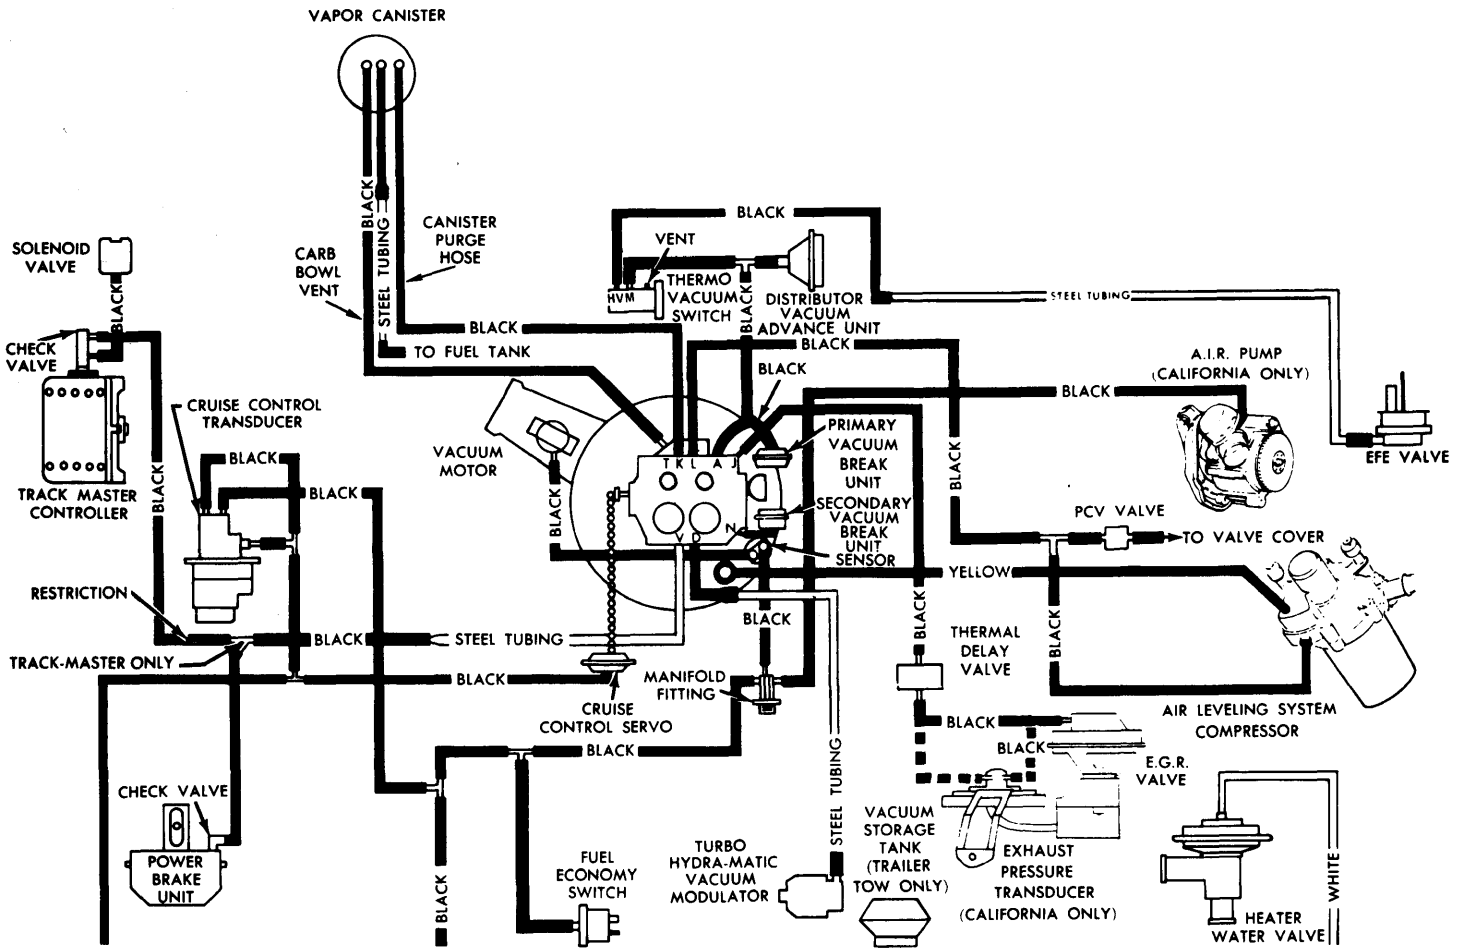 VAPOR CANISTER
BLACK
STEEL TUBING
CANISTER
PURGE
HOSE
CARB
BOWL
VENT
BLACK
TO FUEL TANK
SOLENOID
VALVE
BLACK
CHECK
VALVE
TRACK MASTER
CONTROLLER
CRUISE CONTROL
TRANSDUCER
BLACK
BLACK
BLACK
RESTRICTION
TRACK-MASTER ONLY
BLACK
STEEL TUBING
BLACK
CHECK VALVE
POWER
BRAKE
UNIT
VACUUM
MOTOR
BLACK
BLACK
VENT
HVM
THERMO
VACUUM
SWITCH
BLACK
DISTRIBUTOR
VACUUM
ADVANCE UNIT
BLACK
BLACK
STEEL TUBING
A.I.R. PUMP
(CALIFORNIA ONLY)
BLACK
EFE VALVE
T K L A J
V D N
PRIMARY
VACUUM
BREAK
UNIT
SECONDARY
VACUUM
BREAK
UNIT
SENSOR
BLACK
PCV VALVE
TO VALVE COVER
YELLOW
BLACK
BLACK
THERMAL
DELAY
VALVE
BLACK
MANIFOLD
FITTING
CRUISE
CONTROL SERVO
BLACK
BLACK
FUEL
ECONOMY
SWITCH
STEEL TUBING
TURBO
HYDRA-MATIC
VACUUM
MODULATOR
VACUUM
STORAGE
TANK
(TRAILER
TOW ONLY)
BLACK
BLACK
E.G.R.
VALVE
EXHAUST
PRESSURE
TRANSDUCER
(CALIFORNIA ONLY)
AIR LEVELING SYSTEM
COMPRESSOR
WHITE
HEATER
WATER VALVE